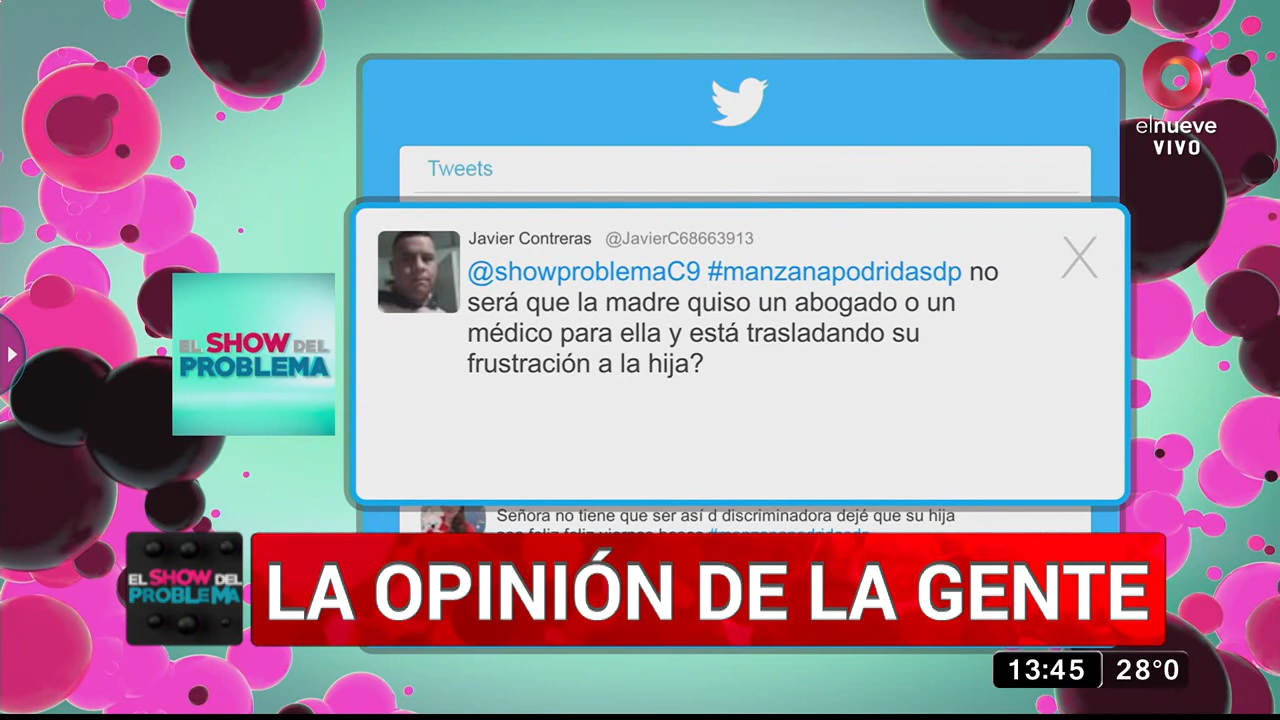 elnueve
VIVO
Tweets
Javier Contreras @JavierC68663913
@showproblemaC9 #manzanapodridasdp no
será que la madre quiso un abogado o un
médico para ella y está trasladando su
frustración a la hija?
EL SHOW DEL
PROBLEMA
Señora no tiene que ser así d discriminadora dejé que su hija
EL SHOW DEL
PROBLEMA
LA OPINIÓN DE LA GENTE
13:45 28°0